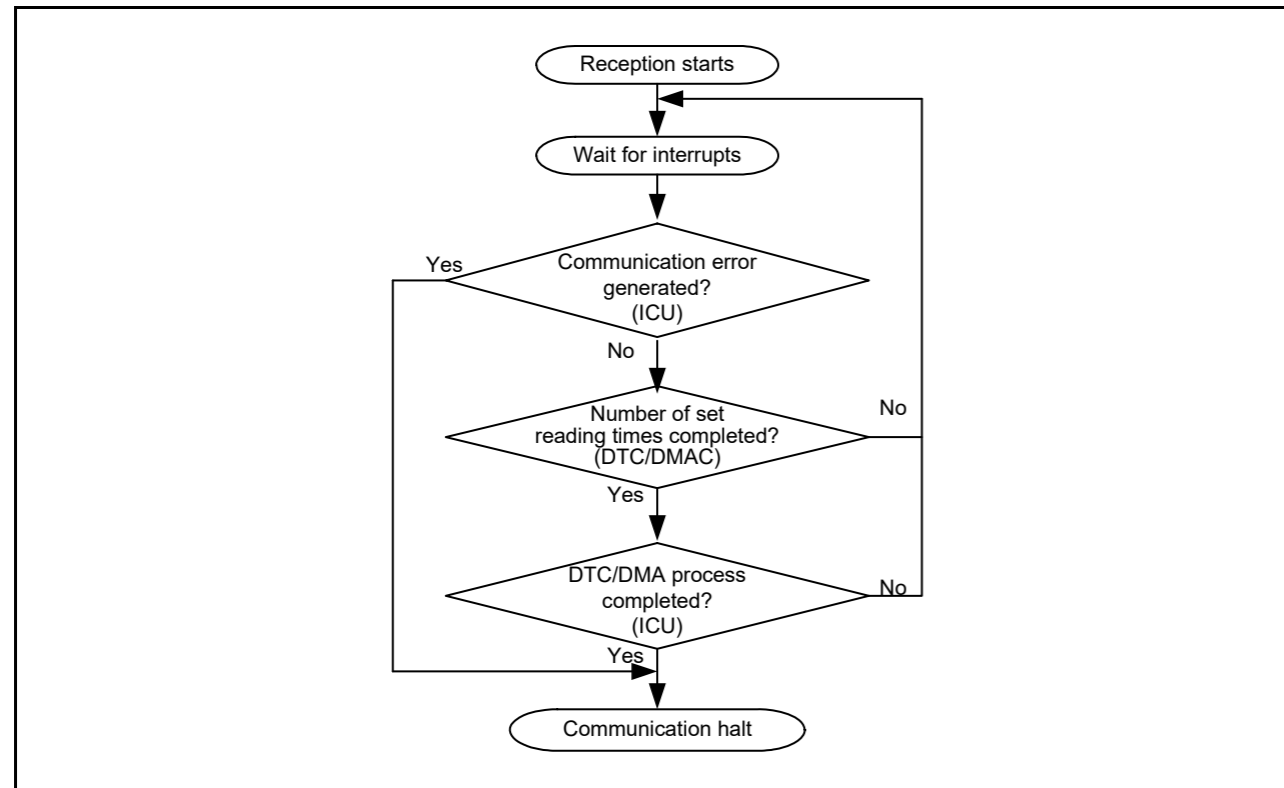 Reception starts
Wait for interrupts
Yes
Communication error
generated?
(ICU)
No
Number of set
reading times completed?
(DTC/DMAC)
No
Yes
DTC/DMA process
completed?
(ICU)
No
Yes
Communication halt